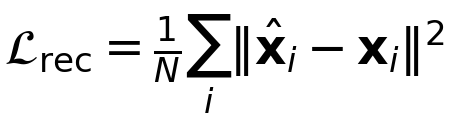 ℒ_rec = 1/N ∑_i ‖x̂_i − x_i‖²